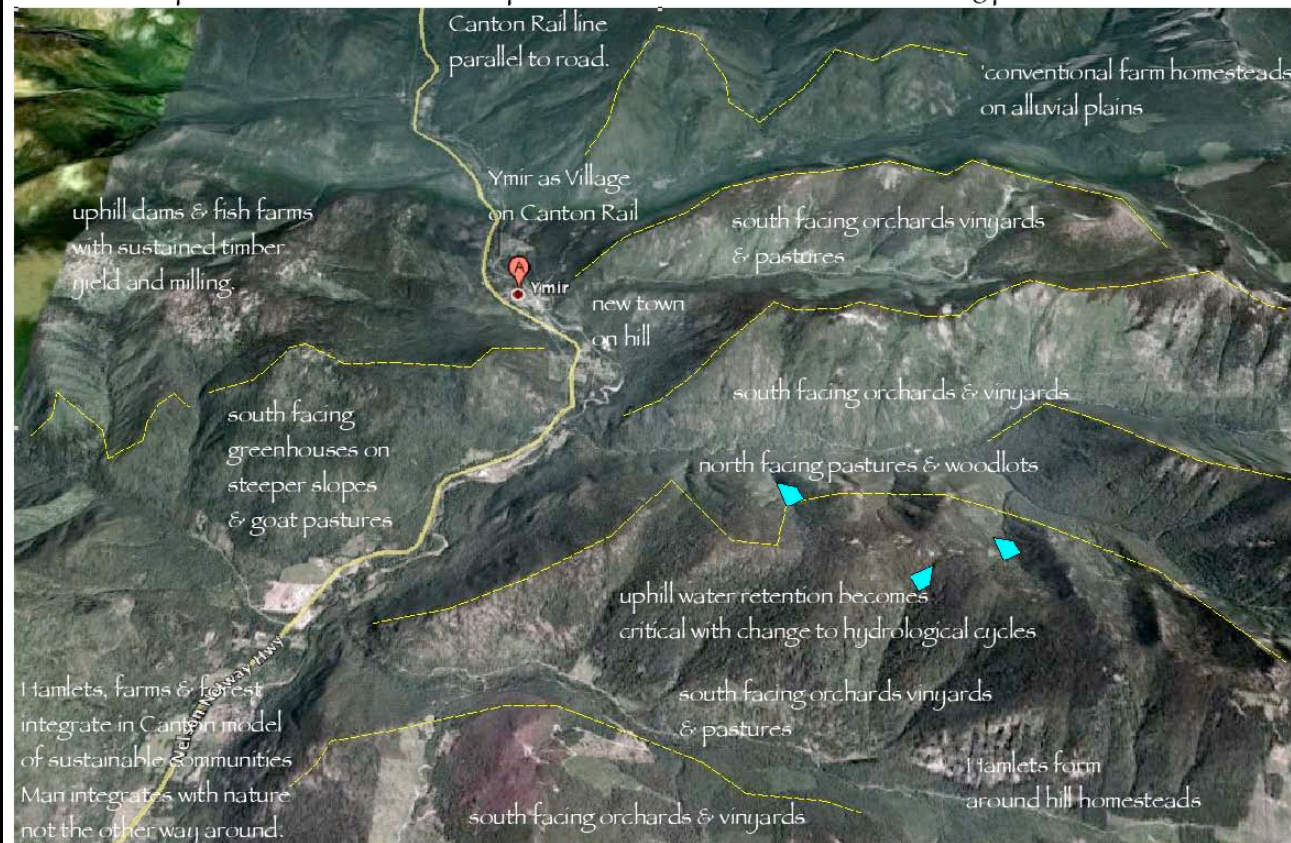 Canton Rail line
parallel to road.
'conventional farm homesteads
on alluvial plains
Ymir as Village
on Canton Rail
uphill dams & fish farms
with sustained timber
yield and milling.
south facing orchards vinyards
& pastures
A
Ymir
new town
on hill
south facing orchards & vinyards
south facing
greenhouses on
steeper slopes
& goat pastures
north facing pastures & woodlots
uphill water retention becomes
critical with change to hydrological cycles
Nelson Nelway Hwy
south facing orchards vinyards
& pastures
Hamlets, farms & forest
integrate in Canton model
of sustainable communities
Man integrates with nature
not the other way around.
Hamlets form
around hill homesteads
south facing orchards & vinyards